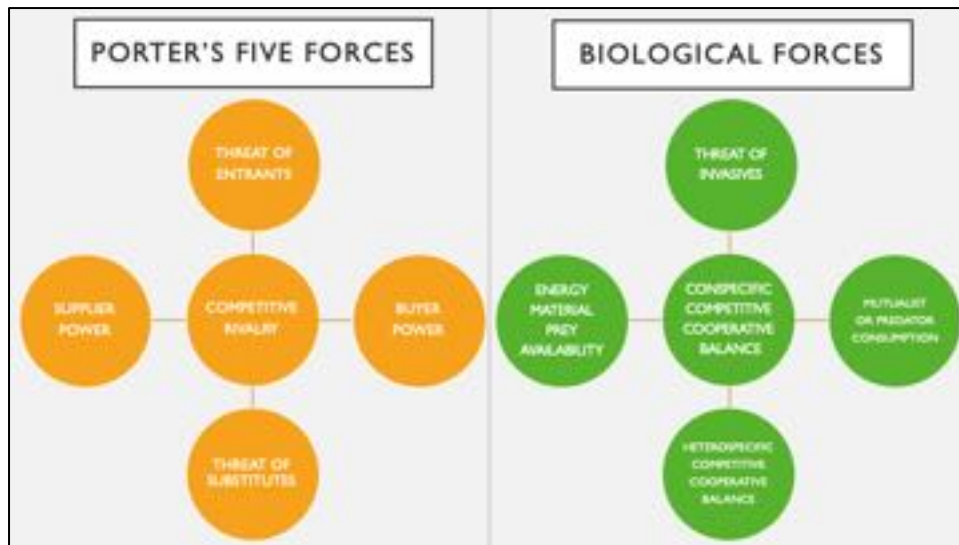 PORTER'S FIVE FORCES
THREAT OF
ENTRANTS
SUPPLIER
POWER
COMPETITIVE
RIVALRY
BUYER
POWER
THREAT OF
SUBSTITUTES
BIOLOGICAL FORCES
THREAT OF
INVASIVES
ENERGY
MATERIAL
PREY
AVAILABILITY
CONSPECIFIC
COMPETITIVE
COOPERATIVE
BALANCE
MUTUALIST
OR PREDATOR
CONSUMPTION
HETEROSPECIFIC
COMPETITIVE
COOPERATIVE
BALANCE